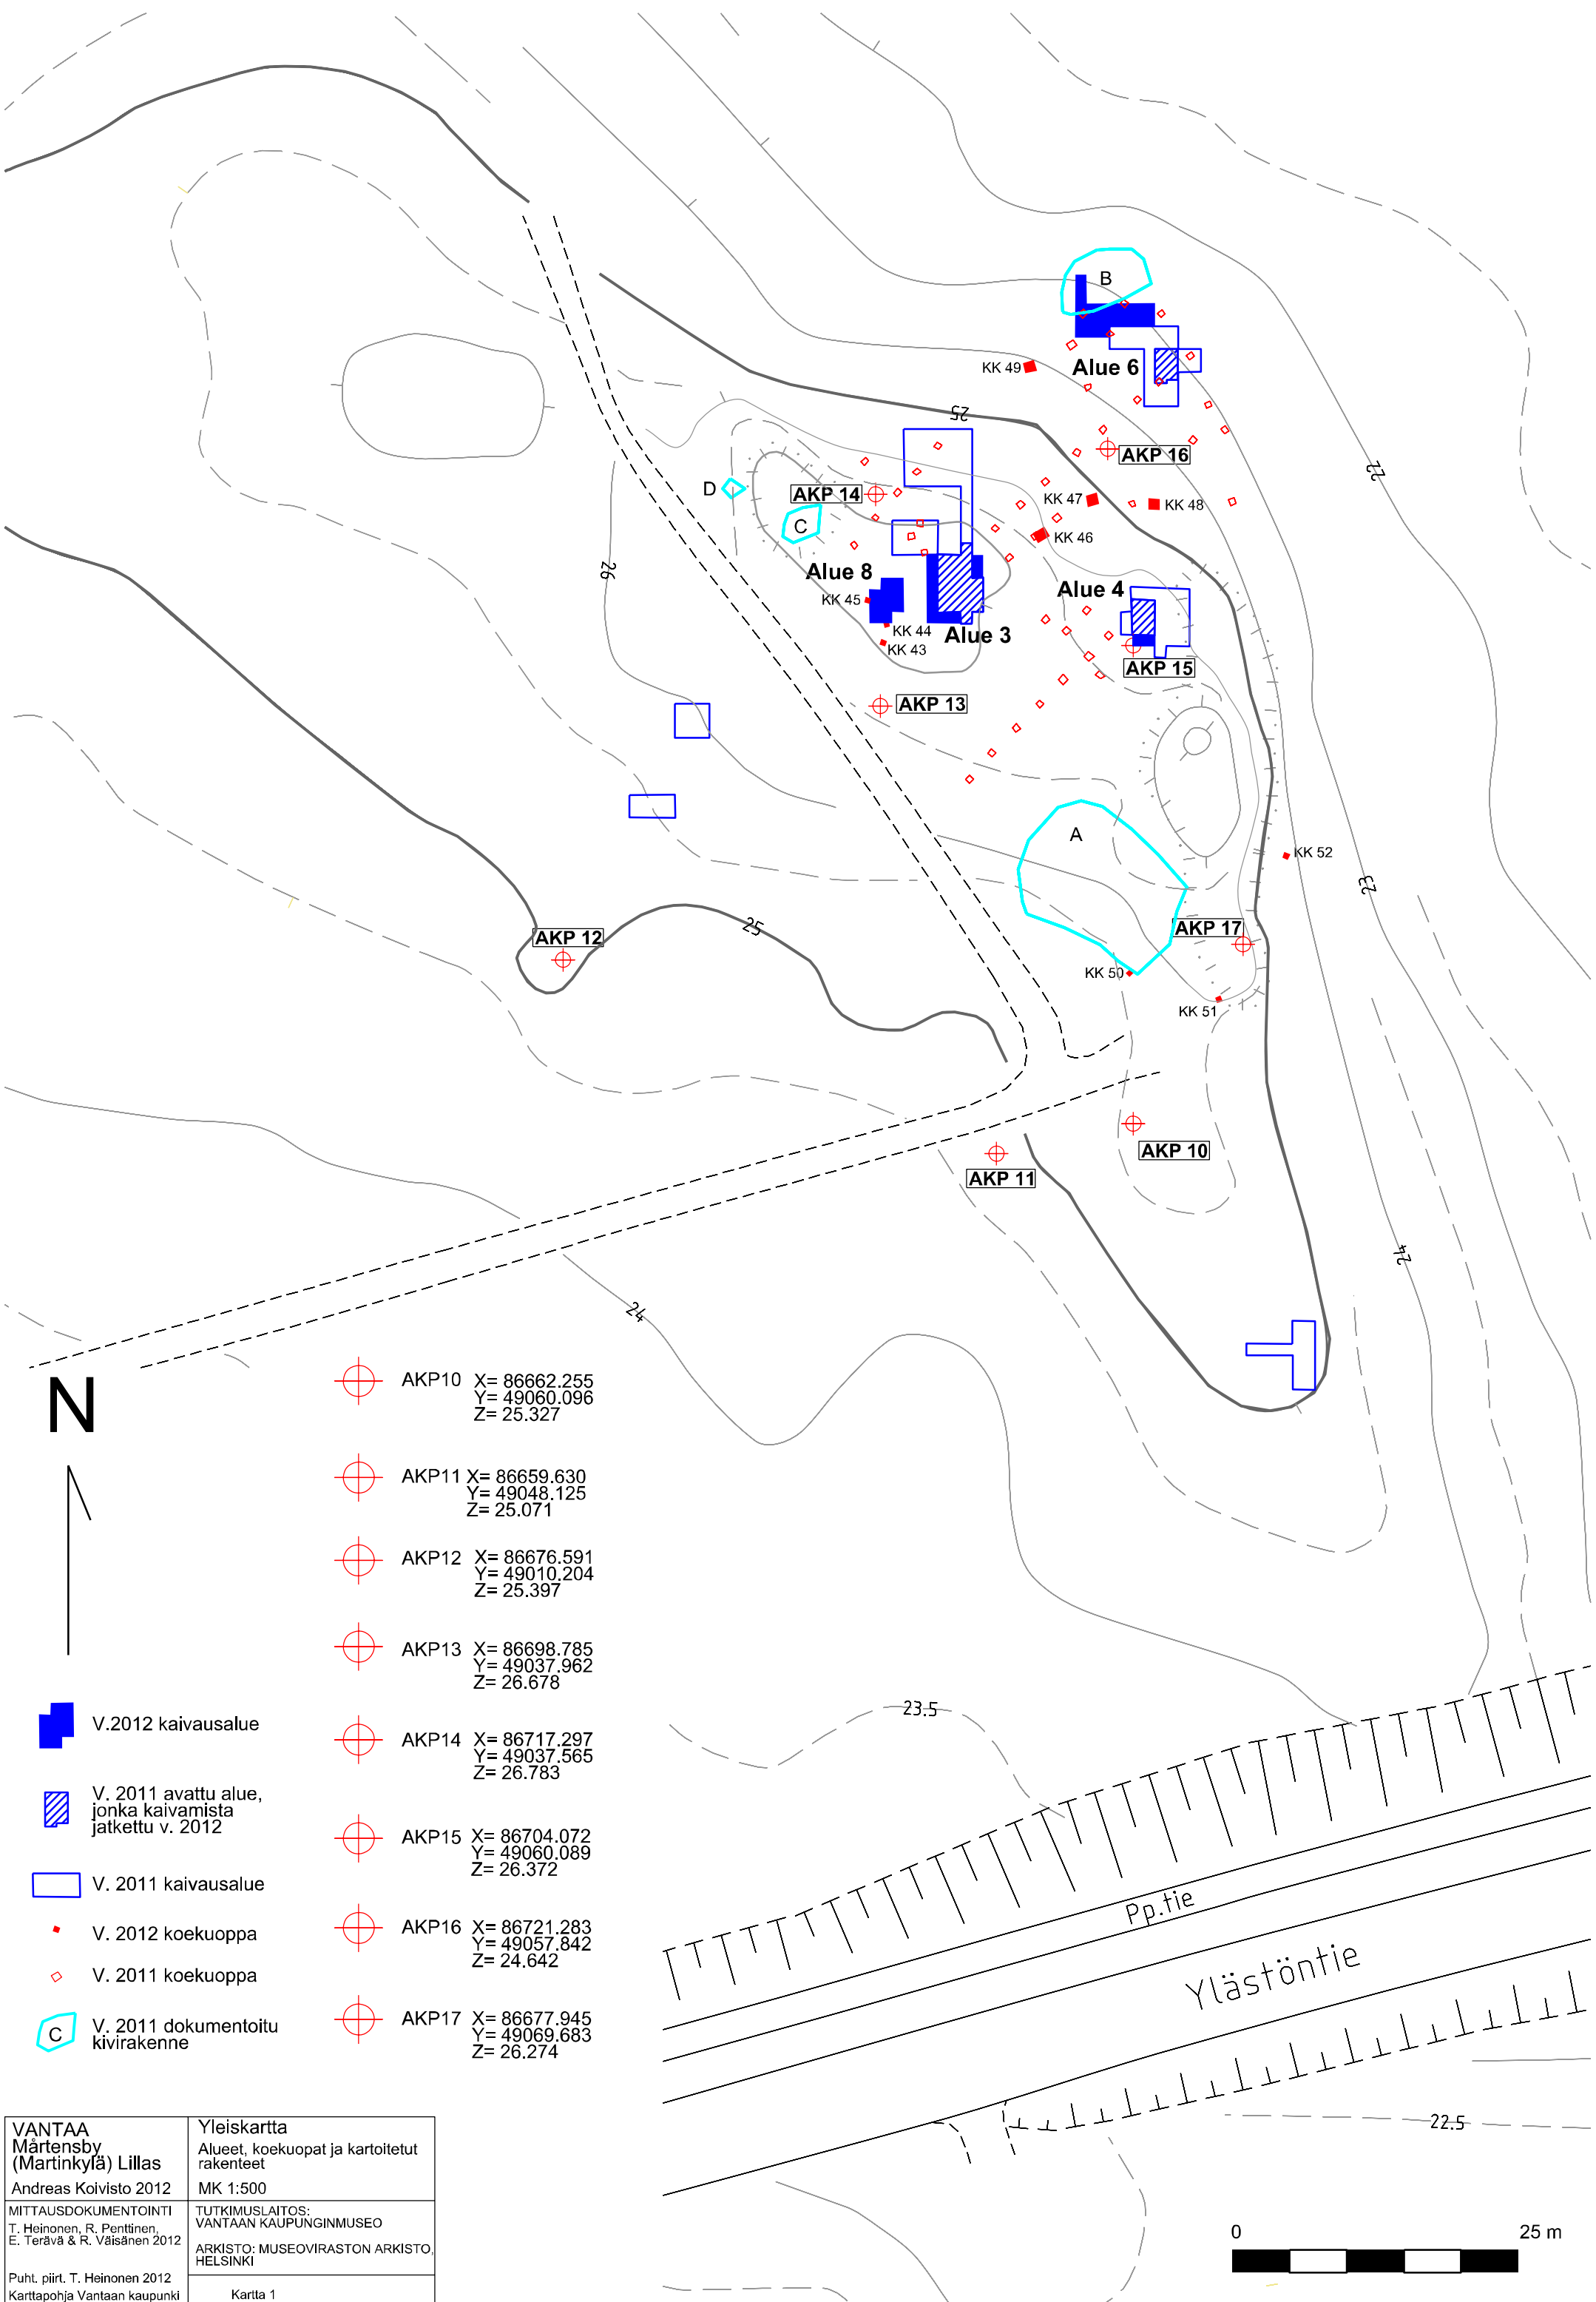 B
KK 49
Alue 6
25
AKP 16
22
D
AKP 14
KK 47
KK 48
C
KK 46
26
Alue 8
Alue 4
KK 45
KK 44
Alue 3
KK 43
AKP 15
AKP 13
A
KK 52
23
25
AKP 12
AKP 17
KK 50
KK 51
AKP 10
AKP 11
24
24
N
AKP10 X= 86662.255
Y= 49060.096
Z= 25.327
AKP11 X= 86659.630
Y= 49048.125
Z= 25.071
AKP12 X= 86676.591
Y= 49010.204
Z= 25.397
AKP13 X= 86698.785
Y= 49037.962
Z= 26.678
AKP14 X= 86717.297
Y= 49037.565
Z= 26.783
AKP15 X= 86704.072
Y= 49060.089
Z= 26.372
AKP16 X= 86721.283
Y= 49057.842
Z= 24.642
AKP17 X= 86677.945
Y= 49069.683
Z= 26.274
V.2012 kaivausalue
V. 2011 avattu alue,
jonka kaivamista
jatkettu v. 2012
V. 2011 kaivausalue
V. 2012 koekuoppa
V. 2011 koekuoppa
C
V. 2011 dokumentoitu
kivirakenne
23.5
Pp.tie
Ylästöntie
22.5
0 25 m
VANTAA
Mårtensby
(Martinkylä) Lillas
Andreas Koivisto 2012
Yleiskartta
Alueet, koekuopat ja kartoitetut
rakenteet
MK 1:500
MITTAUSDOKUMENTOINTI
T. Heinonen, R. Penttinen,
E. Terävä & R. Väisänen 2012
Puht. piirt. T. Heinonen 2012
Karttapohja Vantaan kaupunki
TUTKIMUSLAITOS:
VANTAAN KAUPUNGINMUSEO
ARKISTO: MUSEOVIRASTON ARKISTO,
HELSINKI
Kartta 1